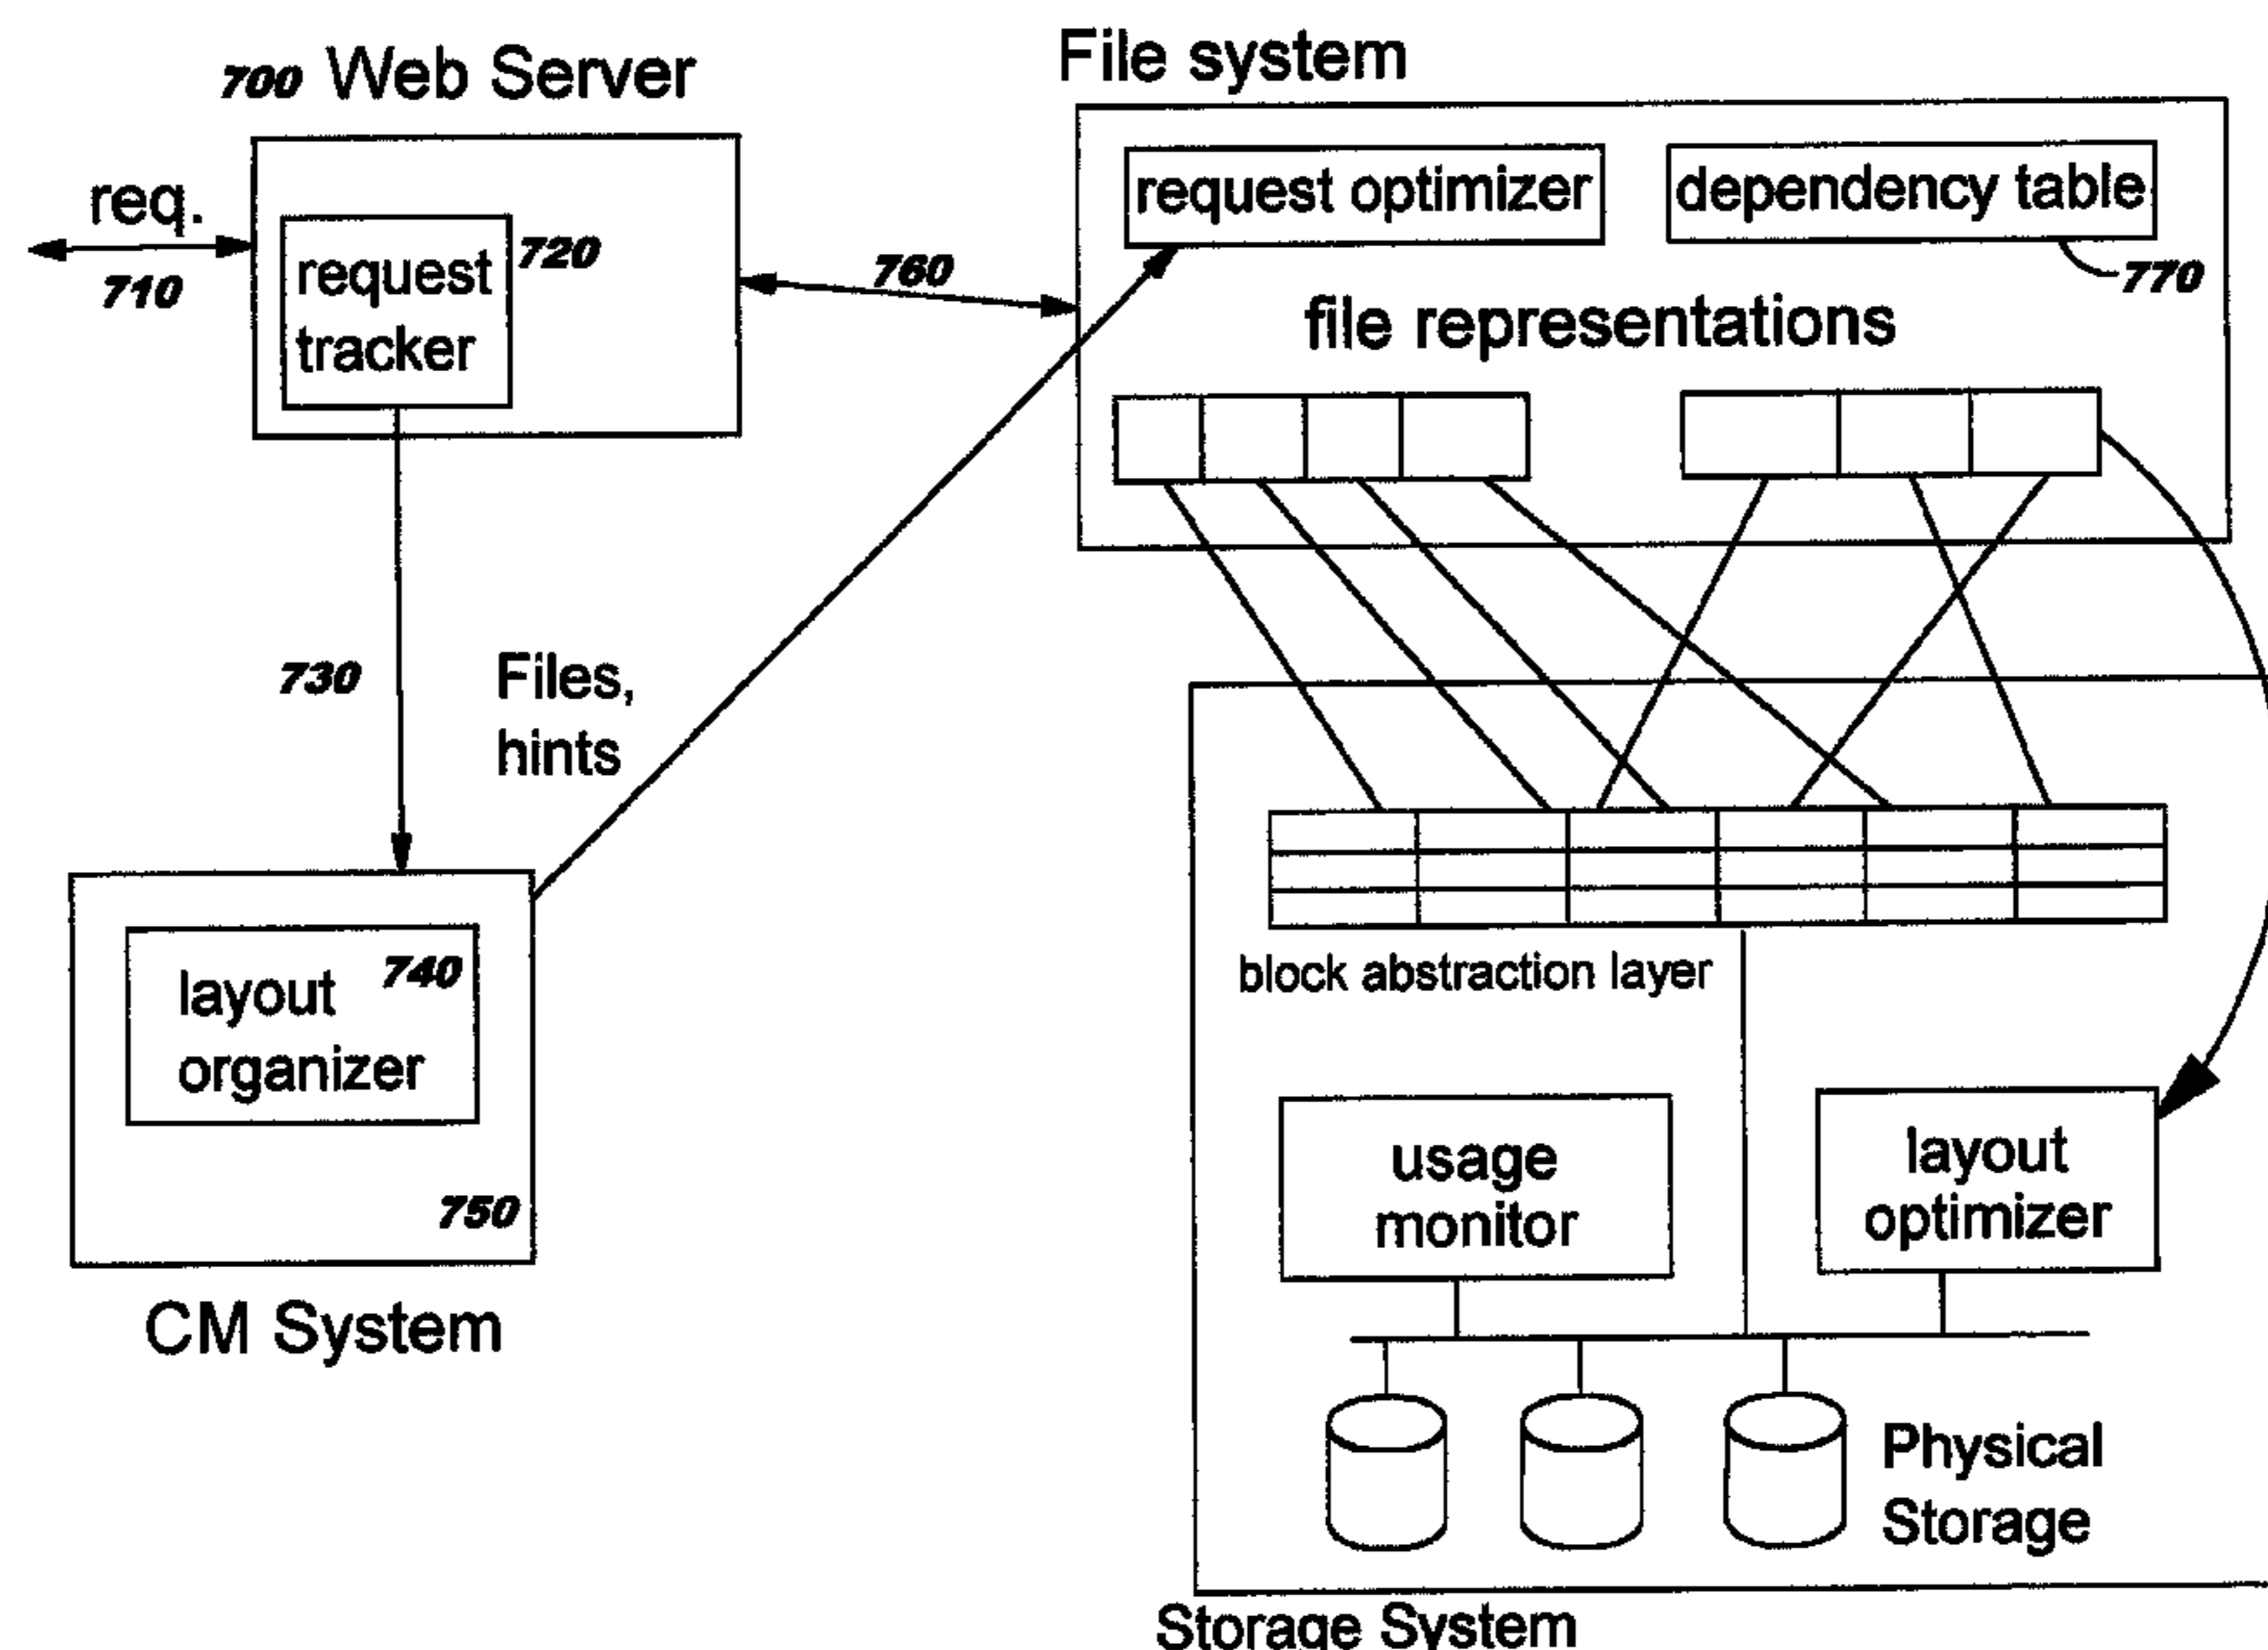 700 Web Server
req.
710
request
tracker
720
760
730
Files,
hints
layout
organizer
740
750
CM System
File system
request optimizer
dependency table
770
file representations
block abstraction layer
usage
monitor
layout
optimizer
Physical
Storage
Storage System